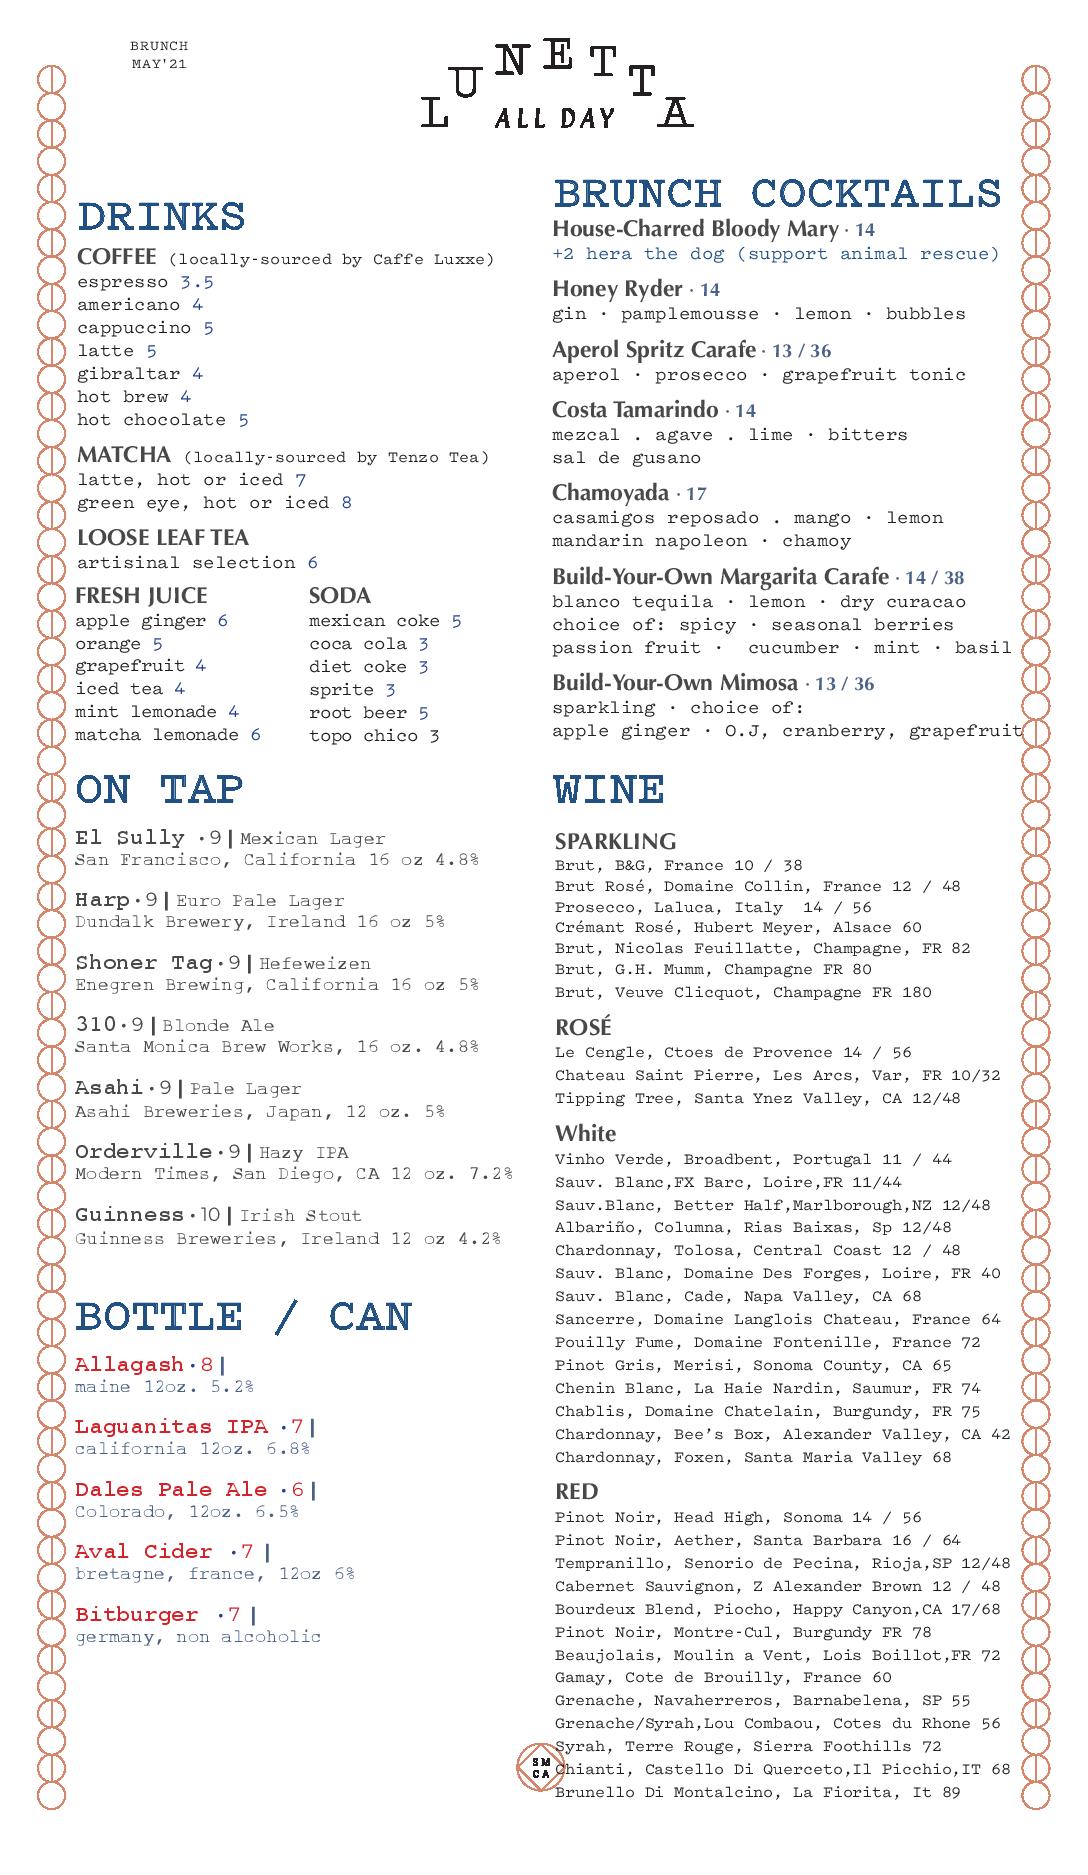 BRUNCH
MAY'21
LUNETTA
ALL DAY
DRINKS
COFFEE (locally-sourced by Caffe Luxxe)
espresso 3.5
americano 4
cappuccino 5
latte 5
gibraltar 4
hot brew 4
hot chocolate 5
MATCHA (locally-sourced by Tenzo Tea)
latte, hot or iced 7
green eye, hot or iced 8
LOOSE LEAF TEA
artisinal selection 6
FRESH JUICE
apple ginger 6
orange 5
grapefruit 4
iced tea 4
mint lemonade 4
matcha lemonade 6
SODA
mexican coke 5
coca cola 3
diet coke 3
sprite 3
root beer 5
topo chico 3
ON TAP
El Sully ·9| Mexican Lager
San Francisco, California 16 oz 4.8%
Harp·9| Euro Pale Lager
Dundalk Brewery, Ireland 16 oz 5%
Shoner Tag·9| Hefeweizen
Enegren Brewing, California 16 oz 5%
310·9| Blonde Ale
Santa Monica Brew Works, 16 oz. 4.8%
Asahi·9| Pale Lager
Asahi Breweries, Japan, 12 oz. 5%
Orderville·9| Hazy IPA
Modern Times, San Diego, CA 12 oz. 7.2%
Guinness·10| Irish Stout
Guinness Breweries, Ireland 12 oz 4.2%
BOTTLE / CAN
Allagash·8|
maine 12oz. 5.2%
Laguanitas IPA ·7|
california 12oz. 6.8%
Dales Pale Ale ·6|
Colorado, 12oz. 6.5%
Aval Cider ·7 |
bretagne, france, 12oz 6%
Bitburger ·7 |
germany, non alcoholic
BRUNCH COCKTAILS
House-Charred Bloody Mary · 14
+2 hera the dog (support animal rescue)
Honey Ryder · 14
gin · pamplemousse · lemon · bubbles
Aperol Spritz Carafe · 13 / 36
aperol · prosecco · grapefruit tonic
Costa Tamarindo · 14
mezcal . agave . lime · bitters
sal de gusano
Chamoyada · 17
casamigos reposado . mango · lemon
mandarin napoleon · chamoy
Build-Your-Own Margarita Carafe · 14 / 38
blanco tequila · lemon · dry curacao
choice of: spicy · seasonal berries
passion fruit · cucumber · mint · basil
Build-Your-Own Mimosa · 13 / 36
sparkling · choice of:
apple ginger · O.J, cranberry, grapefruit
WINE
SPARKLING
Brut, B&G, France 10 / 38
Brut Rosé, Domaine Collin, France 12 / 48
Prosecco, Laluca, Italy 14 / 56
Crémant Rosé, Hubert Meyer, Alsace 60
Brut, Nicolas Feuillatte, Champagne, FR 82
Brut, G.H. Mumm, Champagne FR 80
Brut, Veuve Clicquot, Champagne FR 180
ROSÉ
Le Cengle, Ctoes de Provence 14 / 56
Chateau Saint Pierre, Les Arcs, Var, FR 10/32
Tipping Tree, Santa Ynez Valley, CA 12/48
White
Vinho Verde, Broadbent, Portugal 11 / 44
Sauv. Blanc,FX Barc, Loire,FR 11/44
Sauv.Blanc, Better Half,Marlborough,NZ 12/48
Albariño, Columna, Rias Baixas, Sp 12/48
Chardonnay, Tolosa, Central Coast 12 / 48
Sauv. Blanc, Domaine Des Forges, Loire, FR 40
Sauv. Blanc, Cade, Napa Valley, CA 68
Sancerre, Domaine Langlois Chateau, France 64
Pouilly Fume, Domaine Fontenille, France 72
Pinot Gris, Merisi, Sonoma County, CA 65
Chenin Blanc, La Haie Nardin, Saumur, FR 74
Chablis, Domaine Chatelain, Burgundy, FR 75
Chardonnay, Bee’s Box, Alexander Valley, CA 42
Chardonnay, Foxen, Santa Maria Valley 68
RED
Pinot Noir, Head High, Sonoma 14 / 56
Pinot Noir, Aether, Santa Barbara 16 / 64
Tempranillo, Senorio de Pecina, Rioja,SP 12/48
Cabernet Sauvignon, Z Alexander Brown 12 / 48
Bourdeux Blend, Piocho, Happy Canyon,CA 17/68
Pinot Noir, Montre-Cul, Burgundy FR 78
Beaujolais, Moulin a Vent, Lois Boillot,FR 72
Gamay, Cote de Brouilly, France 60
Grenache, Navaherreros, Barnabelena, SP 55
Grenache/Syrah,Lou Combaou, Cotes du Rhone 56
Syrah, Terre Rouge, Sierra Foothills 72
Chianti, Castello Di Querceto,Il Picchio,IT 68
Brunello Di Montalcino, La Fiorita, It 89
SM
CA